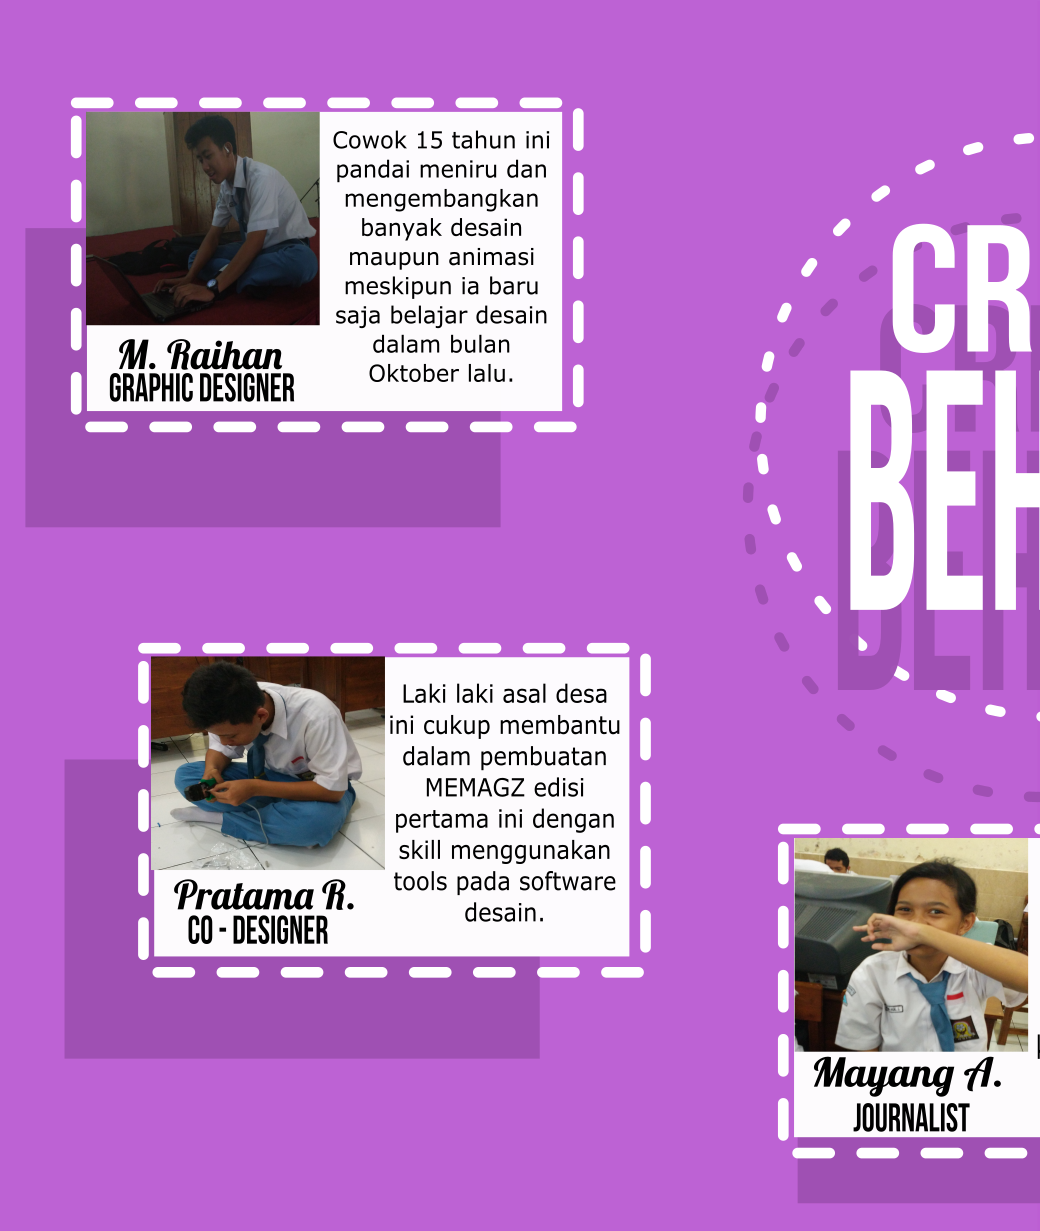 Cowok 15 tahun ini
pandai meniru dan
mengembangkan
banyak desain
maupun animasi
meskipun ia baru
saja belajar desain
dalam bulan
Oktober lalu.
M. Raihan
GRAPHIC DESIGNER
CR
BEH
Laki laki asal desa
ini cukup membantu
dalam pembuatan
MEMAGZ edisi
pertama ini dengan
skill menggunakan
tools pada software
desain.
Pratama R.
CO - DESIGNER
Mayang A.
JOURNALIST